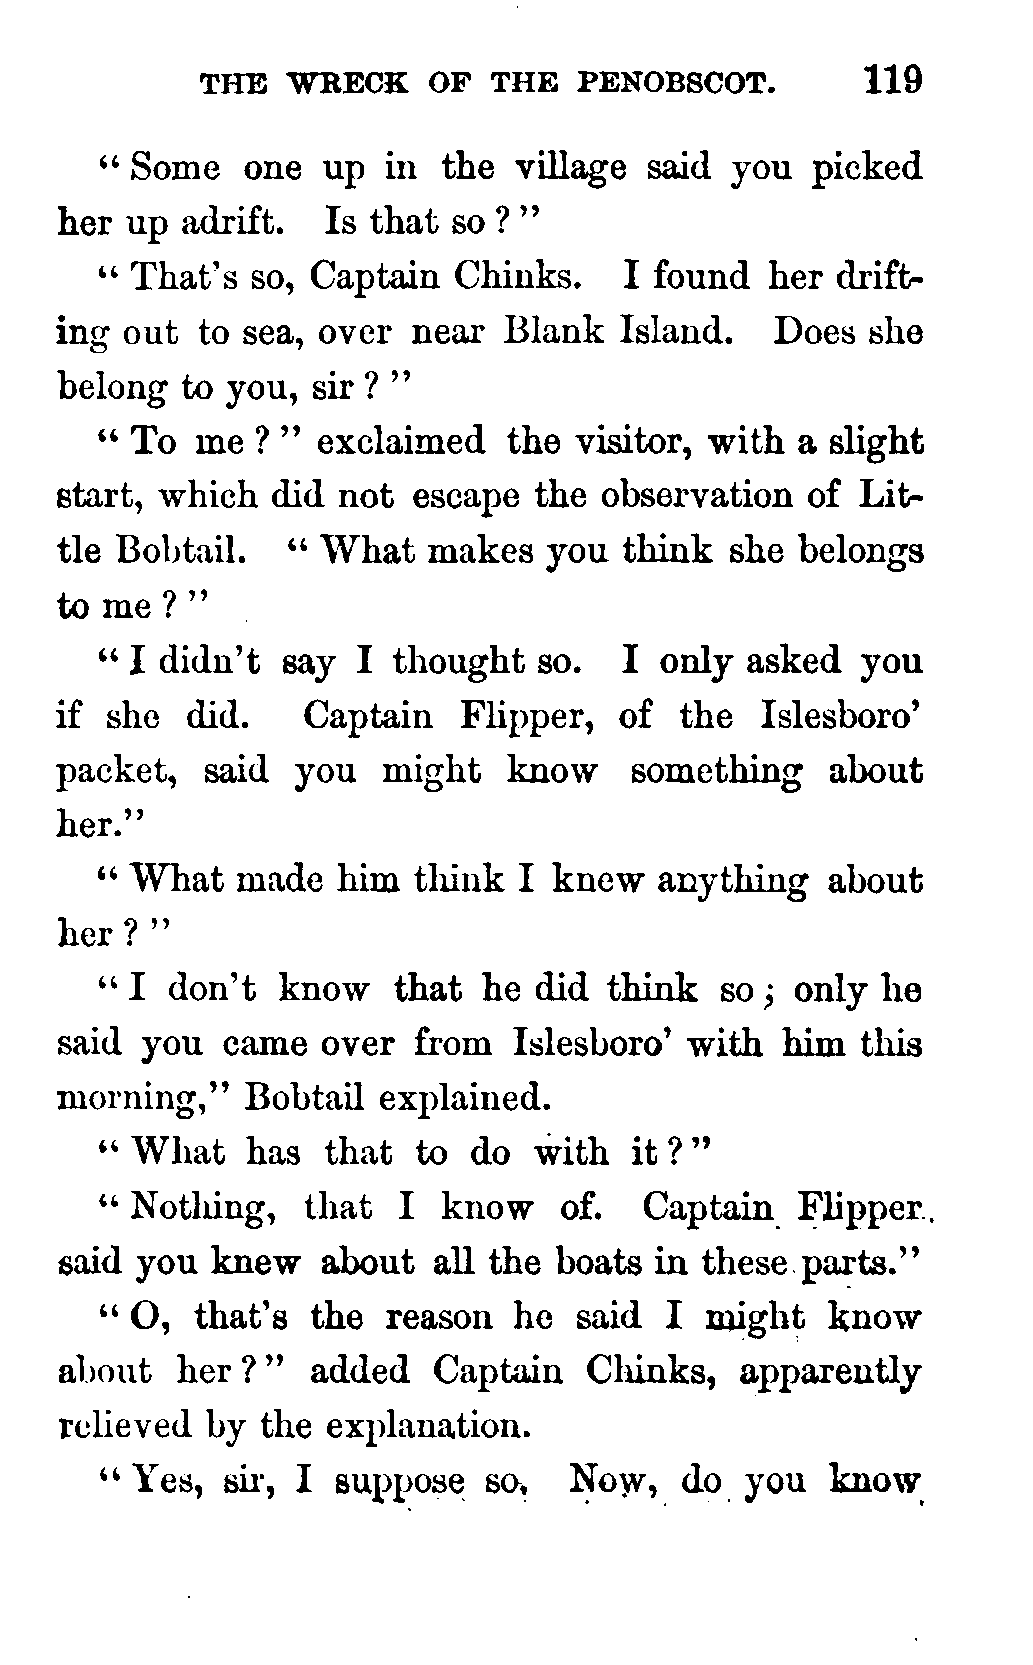 THE WRECK OF THE PENOBSCOT. 119
"Some one up in the village said you picked
her up adrift. Is that so?"
"That's so, Captain Chinks. I found her drift-
ing out to sea, over near Blank Island. Does she
belong to you, sir?"
"To me?" exclaimed the visitor, with a slight
start, which did not escape the observation of Lit-
tle Bobtail. "What makes you think she belongs
to me?"
"I didn't say I thought so. I only asked you
if she did. Captain Flipper, of the Islesboro'
packet, said you might know something about
her."
"What made him think I knew anything about
her?"
"I don't know that he did think so; only he
said you came over from Islesboro' with him this
morning," Bobtail explained.
"What has that to do with it?"
"Nothing, that I know of. Captain Flipper
said you knew about all the boats in these parts."
"O, that's the reason he said I might know
about her?" added Captain Chinks, apparently
relieved by the explanation.
"Yes, sir, I suppose so. Now, do you know